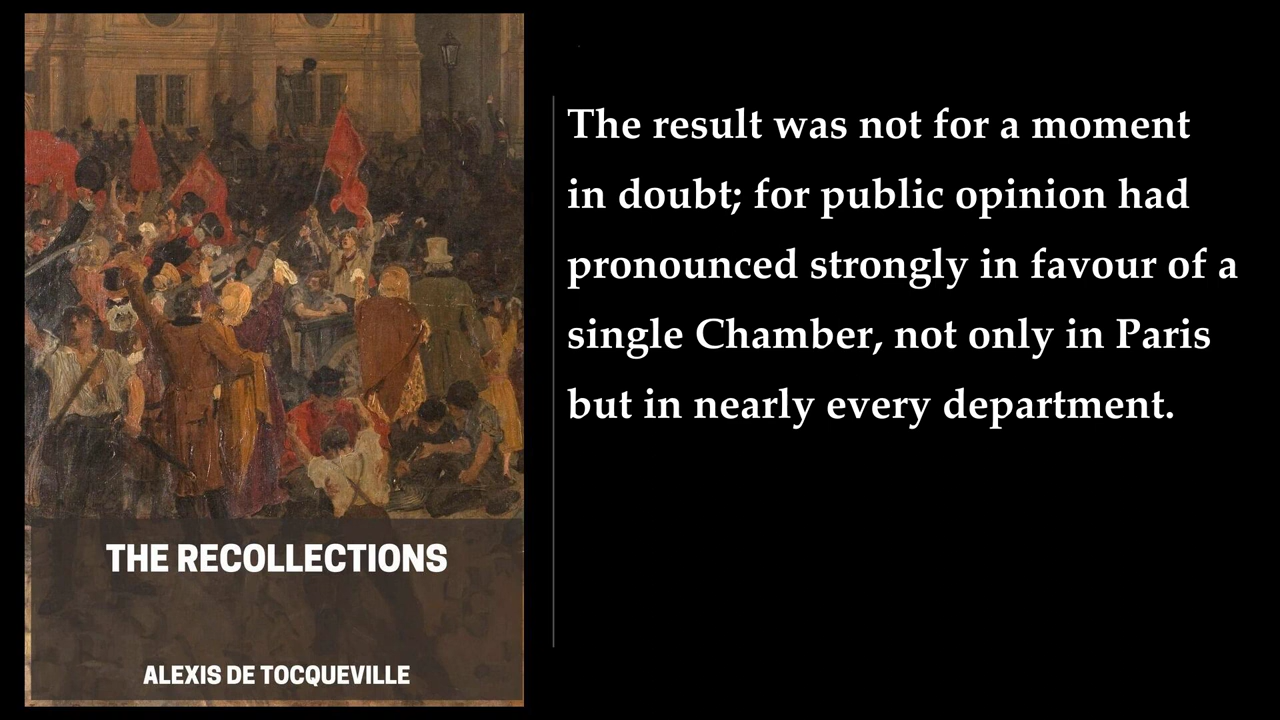 The result was not for a moment
in doubt; for public opinion had
pronounced strongly in favour of a
single Chamber, not only in Paris
but in nearly every department.
THE RECOLLECTIONS
ALEXIS DE TOCQUEVILLE